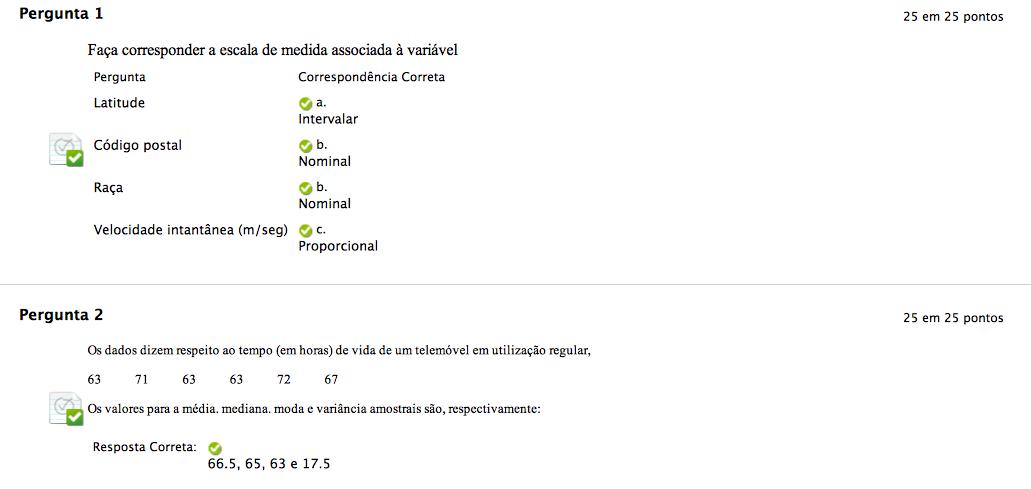 Pergunta 1
25 em 25 pontos
Faça corresponder a escala de medida associada à variável
Pergunta Correspondência Correta
Latitude a.
Intervalar
Código postal b.
Nominal
Raça b.
Nominal
Velocidade intantânea (m/seg) c.
Proporcional
Pergunta 2
25 em 25 pontos
Os dados dizem respeito ao tempo (em horas) de vida de um telemóvel em utilização regular,
63 71 63 63 72 67
Os valores para a média. mediana. moda e variância amostrais são, respectivamente:
Resposta Correta:
66.5, 65, 63 e 17.5